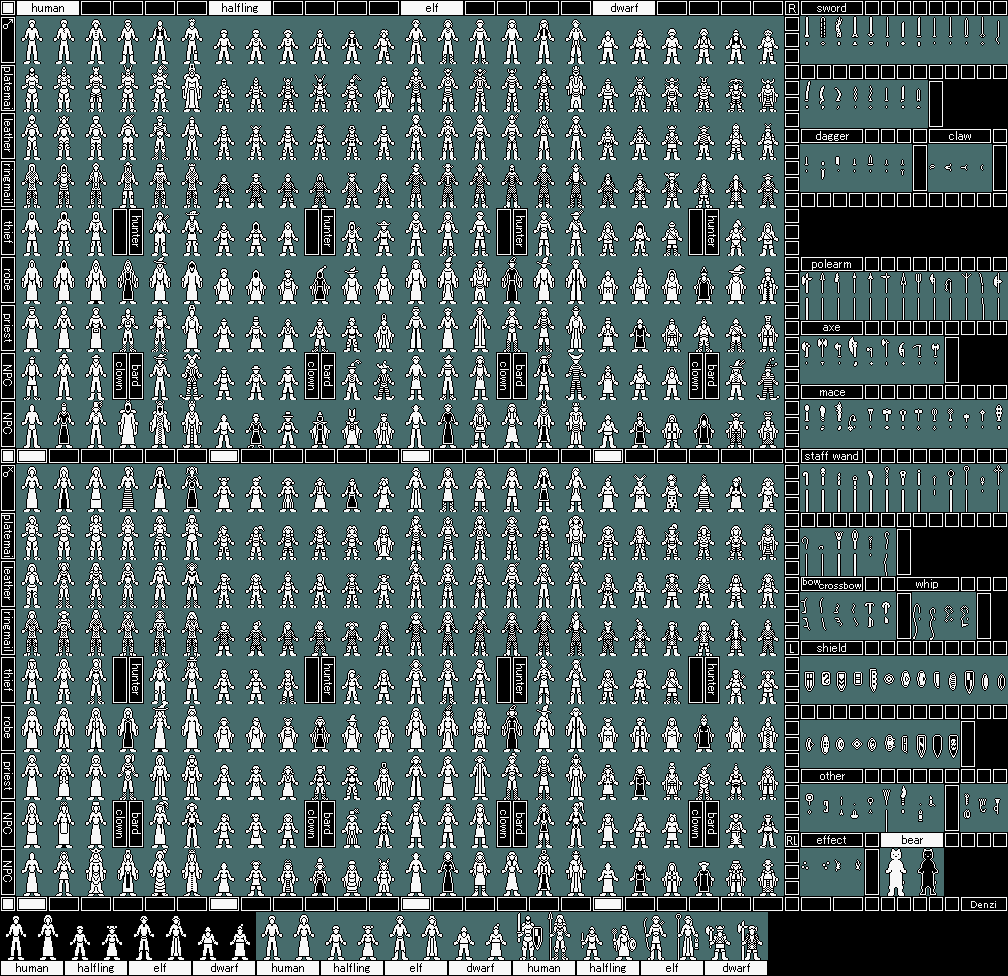 human halfling elf dwarf R sword
♂
platemail
leather
ringmail
thief
hunter hunter hunter hunter
robe
priest
NPC
bard clown bard clown bard clown bard clown
NPC
dagger claw
polearm
axe
mace
staff wand
bow crossbow whip
L shield
other
RL effect bear
Denzi
♀
platemail
leather
ringmail
thief
hunter hunter hunter hunter
robe
priest
NPC
bard clown bard clown bard clown bard clown
NPC
human halfling elf dwarf human halfling elf dwarf human halfling elf dwarf